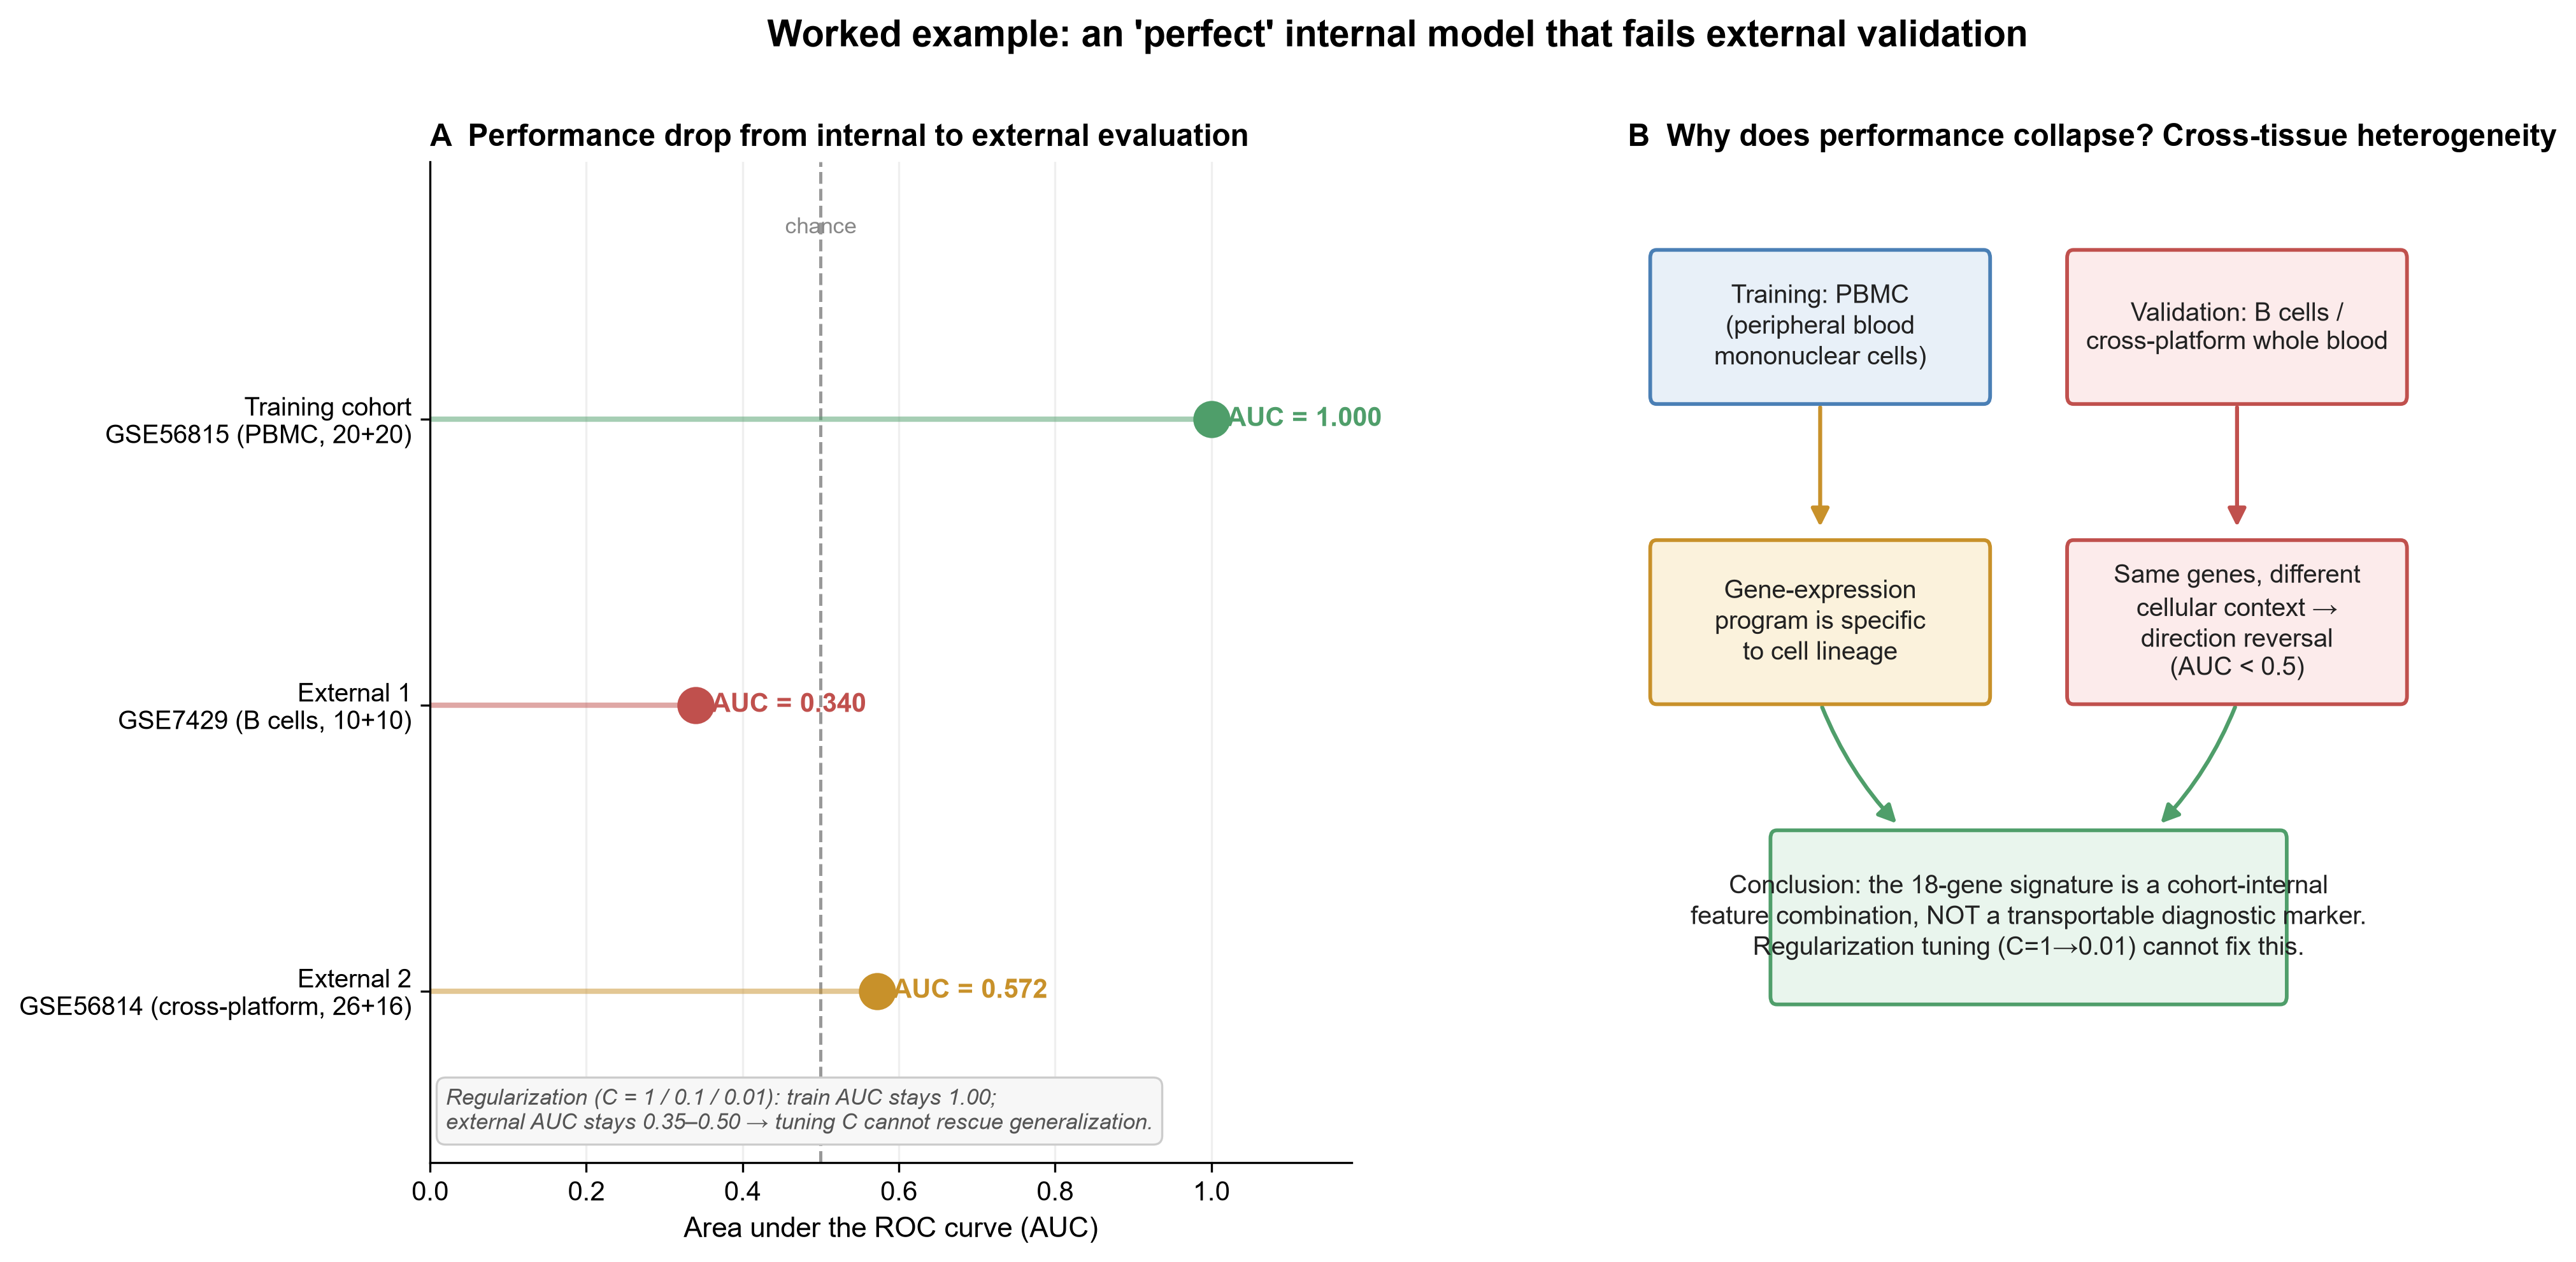 Worked example: an 'perfect' internal model that fails external validation
A Performance drop from internal to external evaluation
chance
Training cohort
GSE56815 (PBMC, 20+20)
AUC = 1.000
External 1
GSE7429 (B cells, 10+10)
AUC = 0.340
External 2
GSE56814 (cross-platform, 26+16)
AUC = 0.572
Regularization (C = 1 / 0.1 / 0.01): train AUC stays 1.00;
external AUC stays 0.35–0.50 → tuning C cannot rescue generalization.
0.0 0.2 0.4 0.6 0.8 1.0
Area under the ROC curve (AUC)
B Why does performance collapse? Cross-tissue heterogeneity
Training: PBMC
(peripheral blood
mononuclear cells)
Validation: B cells /
cross-platform whole blood
Gene-expression
program is specific
to cell lineage
Same genes, different
cellular context →
direction reversal
(AUC < 0.5)
Conclusion: the 18-gene signature is a cohort-internal
feature combination, NOT a transportable diagnostic marker.
Regularization tuning (C=1→0.01) cannot fix this.